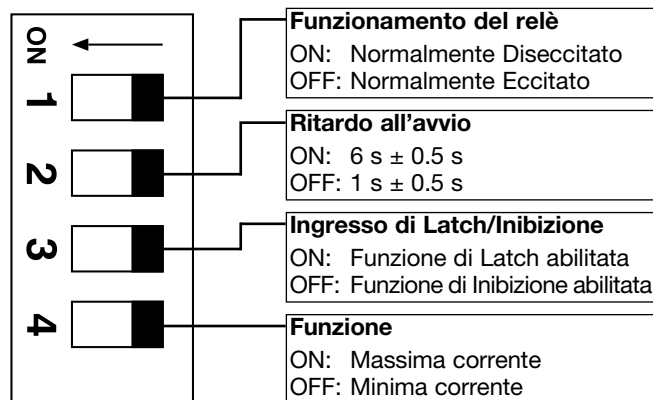 ON
1
2
3
4
Funzionamento del relè
ON: Normalmente Diseccitato
OFF: Normalmente Eccitato
Ritardo all'avvio
ON: 6 s ± 0.5 s
OFF: 1 s ± 0.5 s
Ingresso di Latch/Inibizione
ON: Funzione di Latch abilitata
OFF: Funzione di Inibizione abilitata
Funzione
ON: Massima corrente
OFF: Minima corrente